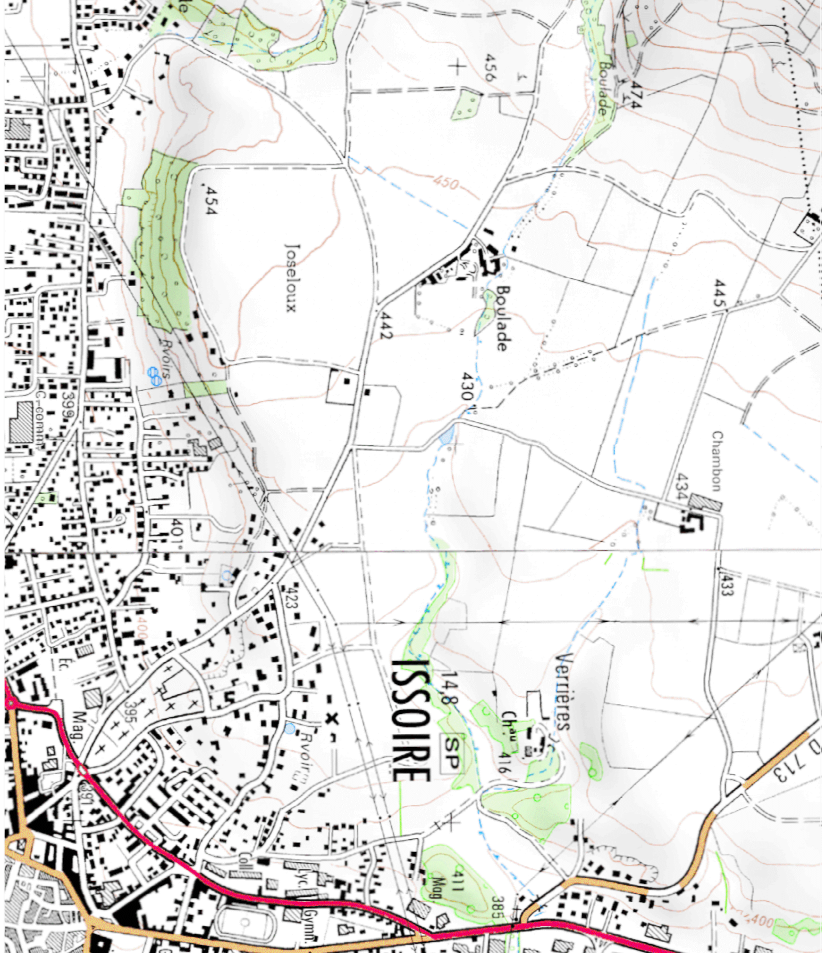 456
Boulade
474
450
454
Joseloux
442
Boulade
445
430
Rvoirs
399
C. comm.
Chambon
434
401
433
423
400
Ec.
395
Mag.
391
ISSOIRE
14.8
SP
Verrières
Chau
416
Rvoirs
D 713
Coll.
Lyc.
Gymn.
411
Mag.
385
400